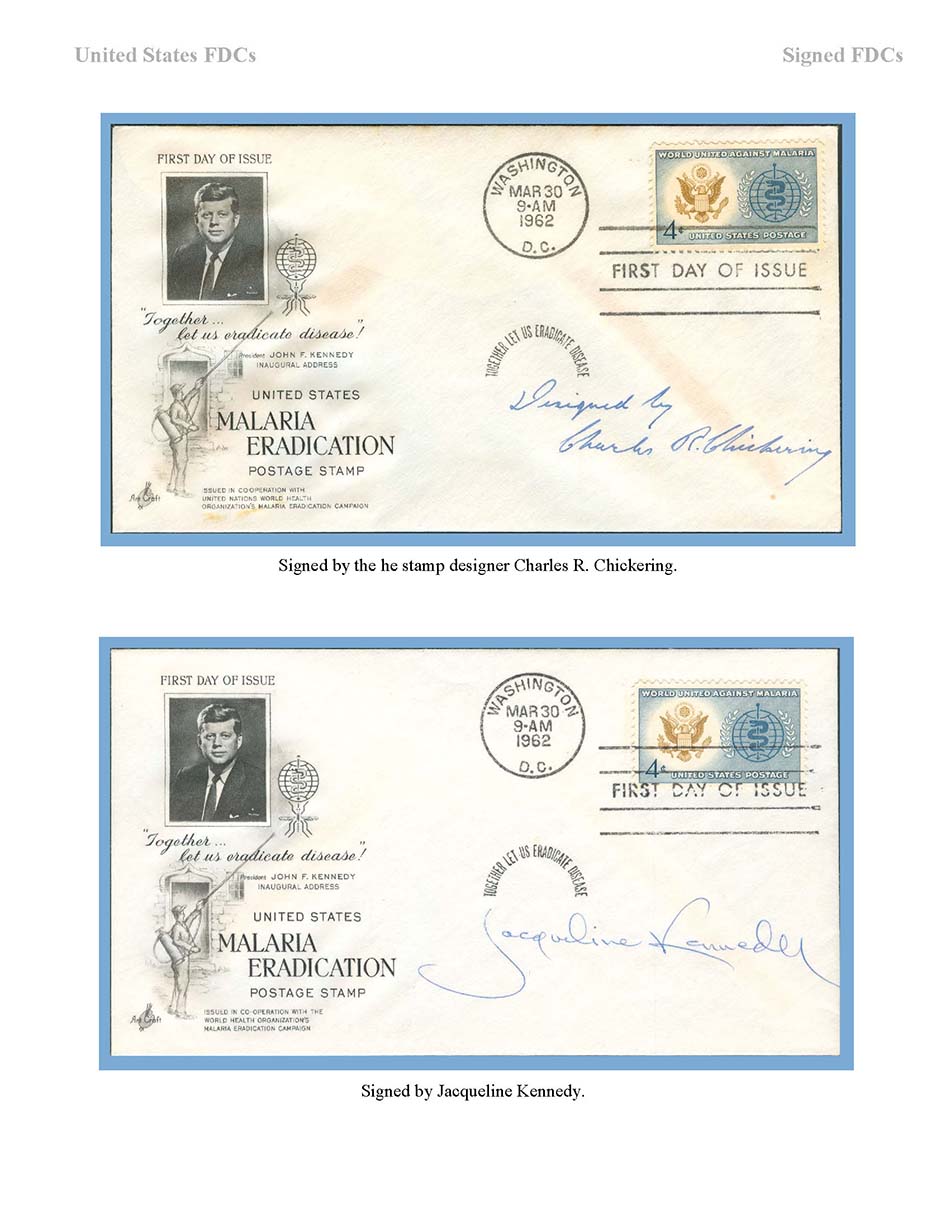 United States FDCs
Signed FDCs
FIRST DAY OF ISSUE
"Together ...
let us eradicate disease!"
President JOHN F. KENNEDY
INAUGURAL ADDRESS
UNITED STATES
MALARIA
ERADICATION
POSTAGE STAMP
ISSUED IN CO-OPERATION WITH
UNITED NATIONS WORLD HEALTH
ORGANIZATION'S MALARIA ERADICATION CAMPAIGN
Art Craft
WASHINGTON
MAR 30
9-AM
1962
D.C.
WORLD UNITED AGAINST MALARIA
4¢ UNITED STATES POSTAGE
FIRST DAY OF ISSUE
TOGETHER LET US ERADICATE DISEASE
Designed by
Charles R. Chickering
Signed by the he stamp designer Charles R. Chickering.
FIRST DAY OF ISSUE
"Together ...
let us eradicate disease!"
President JOHN F. KENNEDY
INAUGURAL ADDRESS
UNITED STATES
MALARIA
ERADICATION
POSTAGE STAMP
ISSUED IN CO-OPERATION WITH THE
WORLD HEALTH ORGANIZATION'S
MALARIA ERADICATION CAMPAIGN
Art Craft
WASHINGTON
MAR 30
9-AM
1962
D.C.
WORLD UNITED AGAINST MALARIA
4¢ UNITED STATES POSTAGE
FIRST DAY OF ISSUE
TOGETHER LET US ERADICATE DISEASE
Jacqueline Kennedy
Signed by Jacqueline Kennedy.